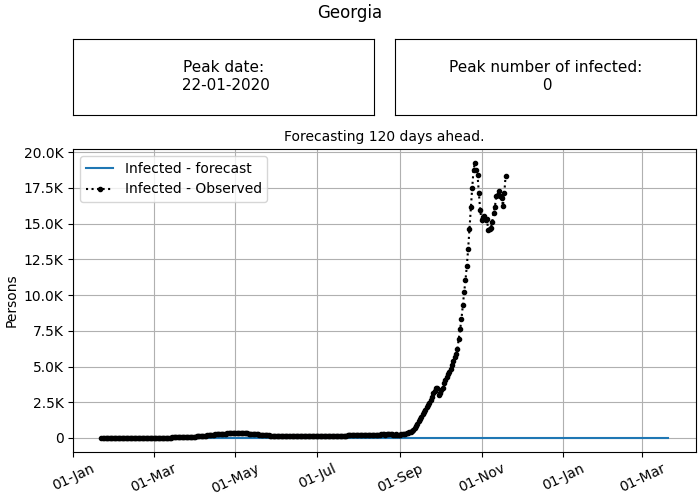 Georgia
Peak date:
22-01-2020
Peak number of infected:
0
Forecasting 120 days ahead.
Infected - forecast
Infected - Observed
20.0K
17.5K
15.0K
12.5K
10.0K
7.5K
5.0K
2.5K
0
Persons
01-Jan
01-Mar
01-May
01-Jul
01-Sep
01-Nov
01-Jan
01-Mar